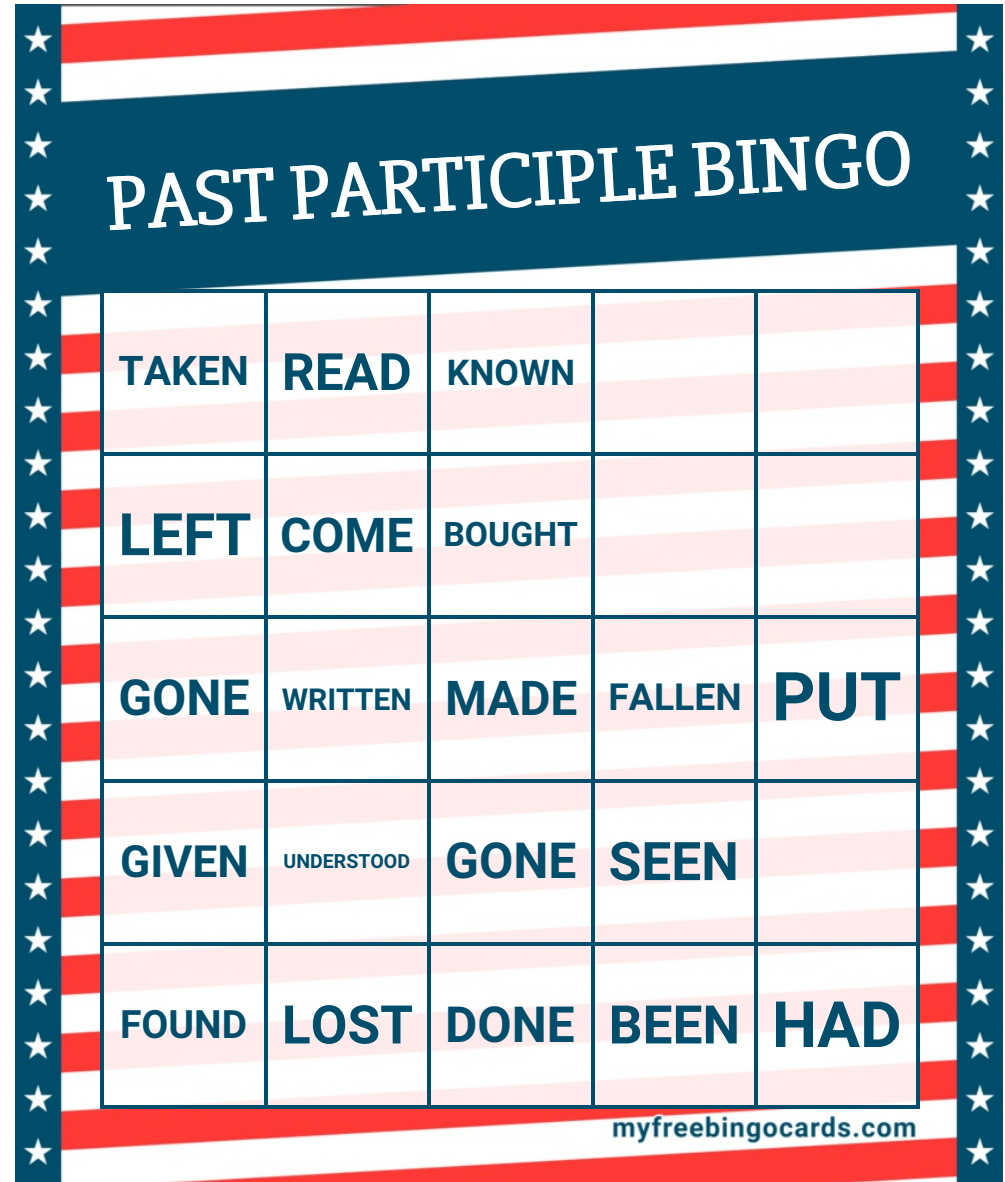 PAST PARTICIPLE BINGO
TAKEN READ KNOWN
LEFT COME BOUGHT
GONE WRITTEN MADE FALLEN PUT
GIVEN UNDERSTOOD GONE SEEN
FOUND LOST DONE BEEN HAD
myfreebingocards.com